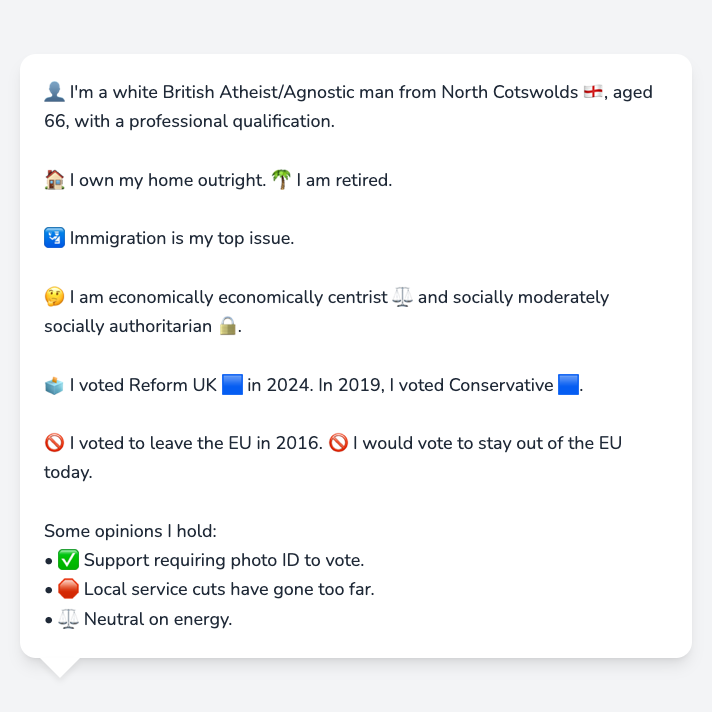 👤 I'm a white British Atheist/Agnostic man from North Cotswolds 🏴󠁧󠁢󠁥󠁮󠁧󠁿, aged
66, with a professional qualification.
🏠 I own my home outright. 🌴 I am retired.
🛂 Immigration is my top issue.
🤔 I am economically economically centrist ⚖️ and socially moderately
socially authoritarian 🔒.
🗳️ I voted Reform UK 🟦 in 2024. In 2019, I voted Conservative 🟦.
🚫 I voted to leave the EU in 2016. 🚫 I would vote to stay out of the EU
today.
Some opinions I hold:
• ✅ Support requiring photo ID to vote.
• 🛑 Local service cuts have gone too far.
• ⚖️ Neutral on energy.